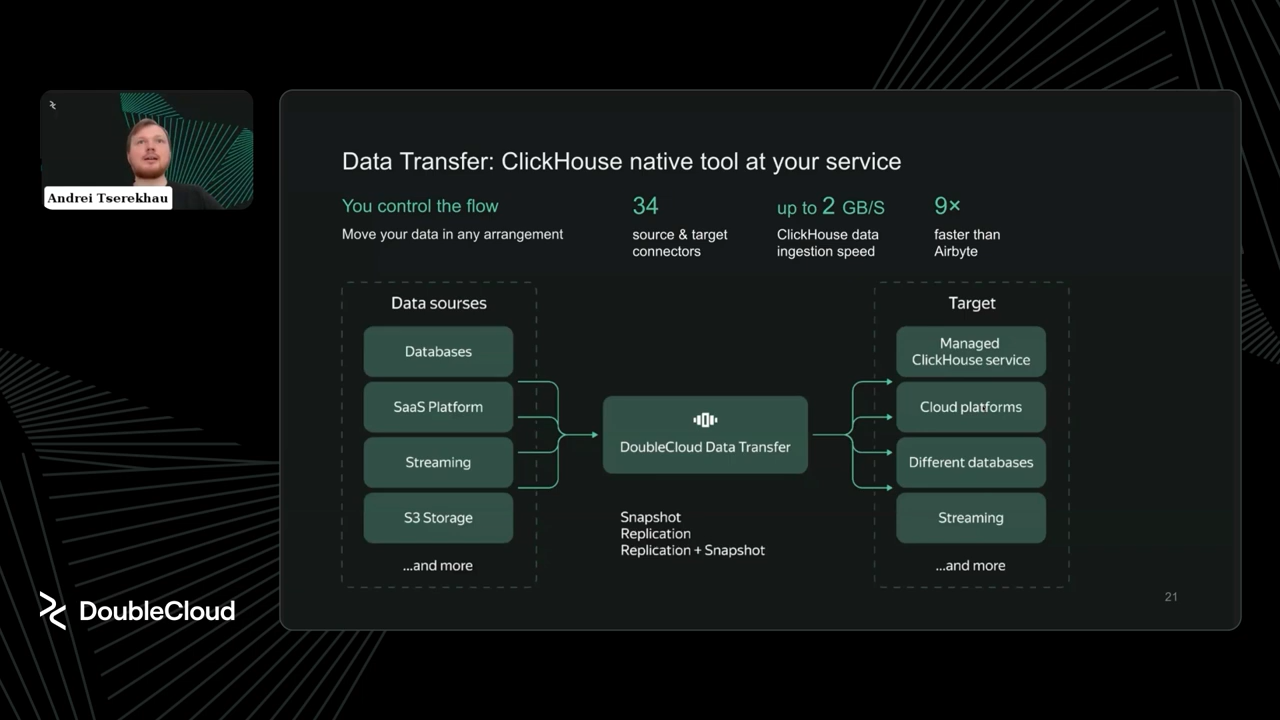 Andrei Tserekhau
Data Transfer: ClickHouse native tool at your service
You control the flow
Move your data in any arrangement
34
source & target
connectors
up to 2 GB/S
ClickHouse data
ingestion speed
9×
faster than
Airbyte
Data sourses
Databases
SaaS Platform
Streaming
S3 Storage
...and more
DoubleCloud Data Transfer
Snapshot
Replication
Replication + Snapshot
Target
Managed
ClickHouse service
Cloud platforms
Different databases
Streaming
...and more
21
DoubleCloud